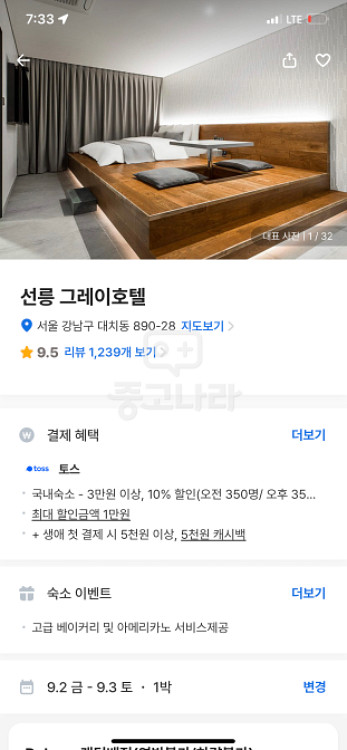 7:33
LTE
대표 사진 | 1 / 32
선릉 그레이호텔
서울 강남구 대치동 890-28 지도보기
9.5 리뷰 1,239개 보기
중고나라
결제 혜택 더보기
toss 토스
국내숙소 - 3만원 이상, 10% 할인(오전 350명/ 오후 35...
최대 할인금액 1만원
+ 생애 첫 결제 시 5천원 이상, 5천원 캐시백
숙소 이벤트 더보기
고급 베이커리 및 아메리카노 서비스제공
9.2 금 - 9.3 토 · 1박 변경